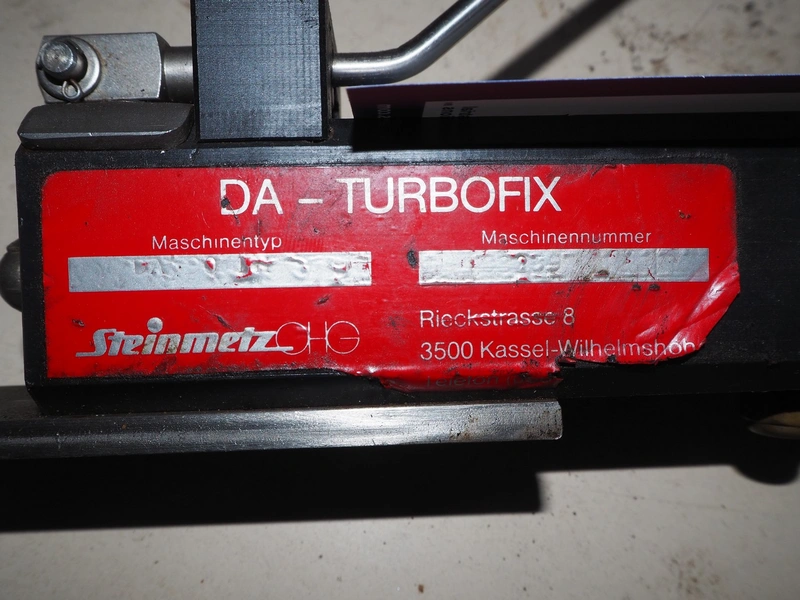 DA – TURBOFIX
Maschinentyp
Maschinennummer
Steinmetz OHG
Rieckstrasse 8
3500 Kassel-Wilhelmshöh